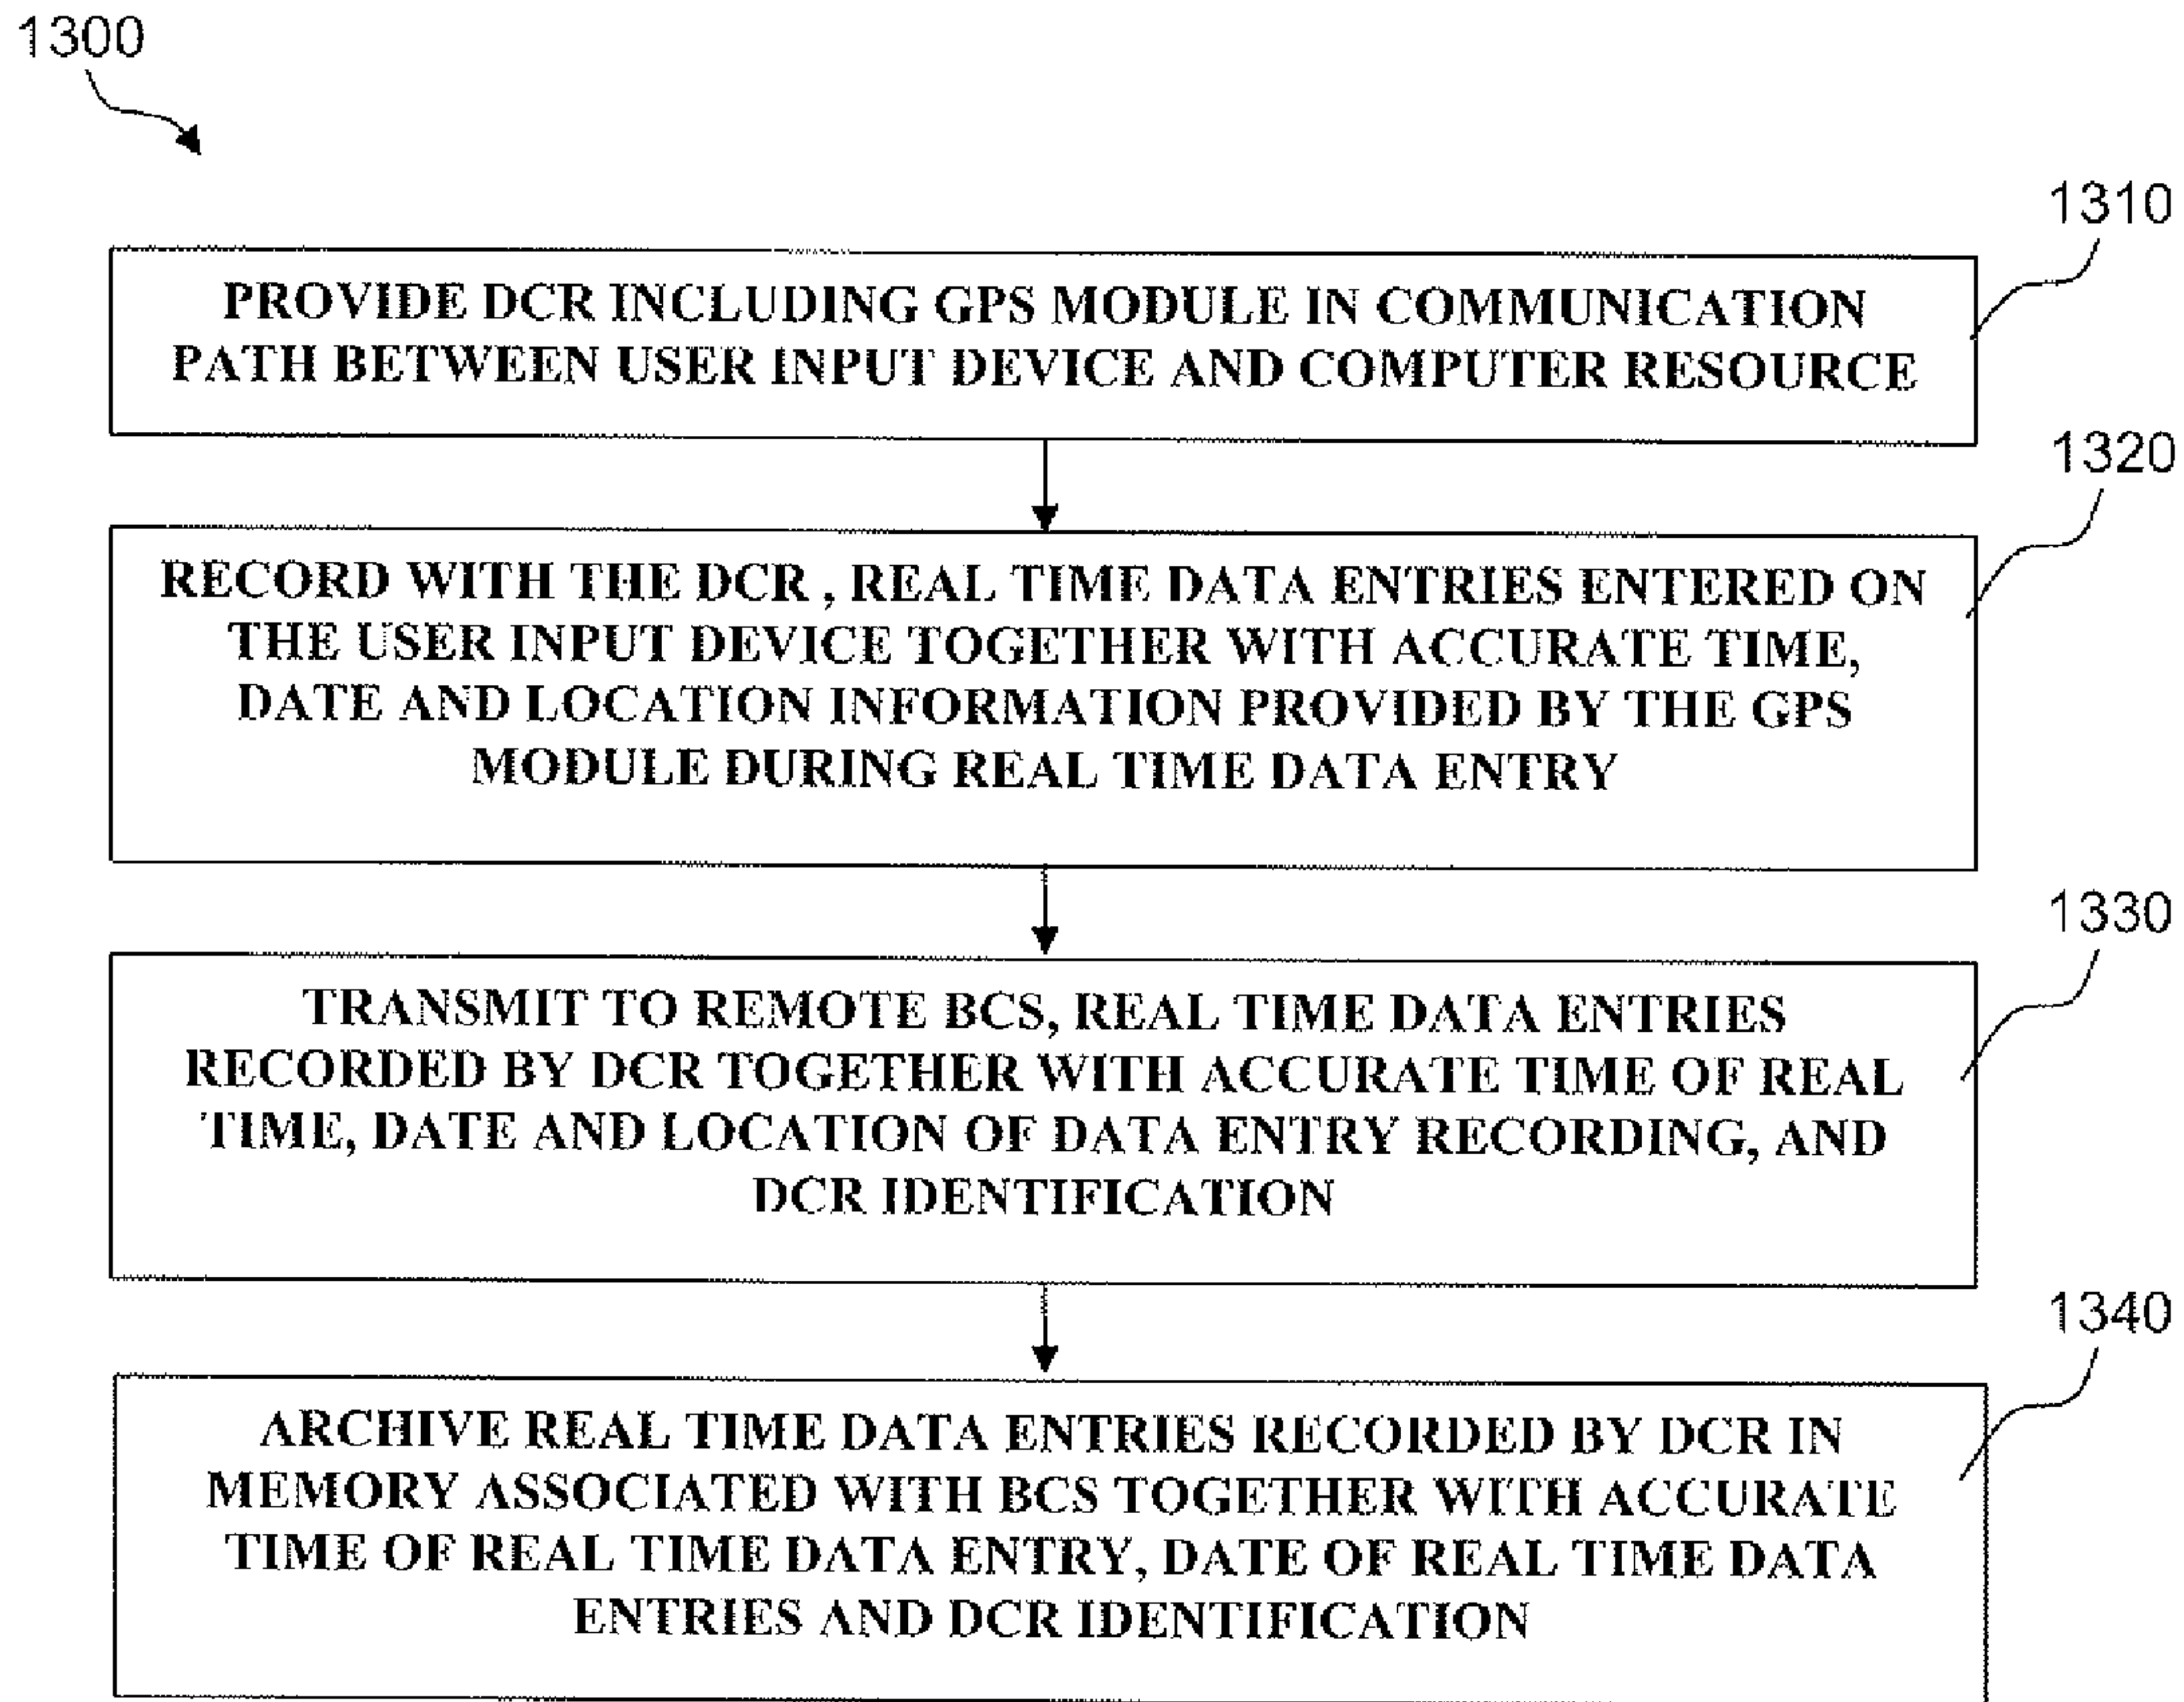 1300
1310
PROVIDE DCR INCLUDING GPS MODULE IN COMMUNICATION
PATH BETWEEN USER INPUT DEVICE AND COMPUTER RESOURCE
1320
RECORD WITH THE DCR , REAL TIME DATA ENTRIES ENTERED ON
THE USER INPUT DEVICE TOGETHER WITH ACCURATE TIME,
DATE AND LOCATION INFORMATION PROVIDED BY THE GPS
MODULE DURING REAL TIME DATA ENTRY
1330
TRANSMIT TO REMOTE BCS, REAL TIME DATA ENTRIES
RECORDED BY DCR TOGETHER WITH ACCURATE TIME OF REAL
TIME, DATE AND LOCATION OF DATA ENTRY RECORDING, AND
DCR IDENTIFICATION
1340
ARCHIVE REAL TIME DATA ENTRIES RECORDED BY DCR IN
MEMORY ASSOCIATED WITH BCS TOGETHER WITH ACCURATE
TIME OF REAL TIME DATA ENTRY, DATE OF REAL TIME DATA
ENTRIES AND DCR IDENTIFICATION